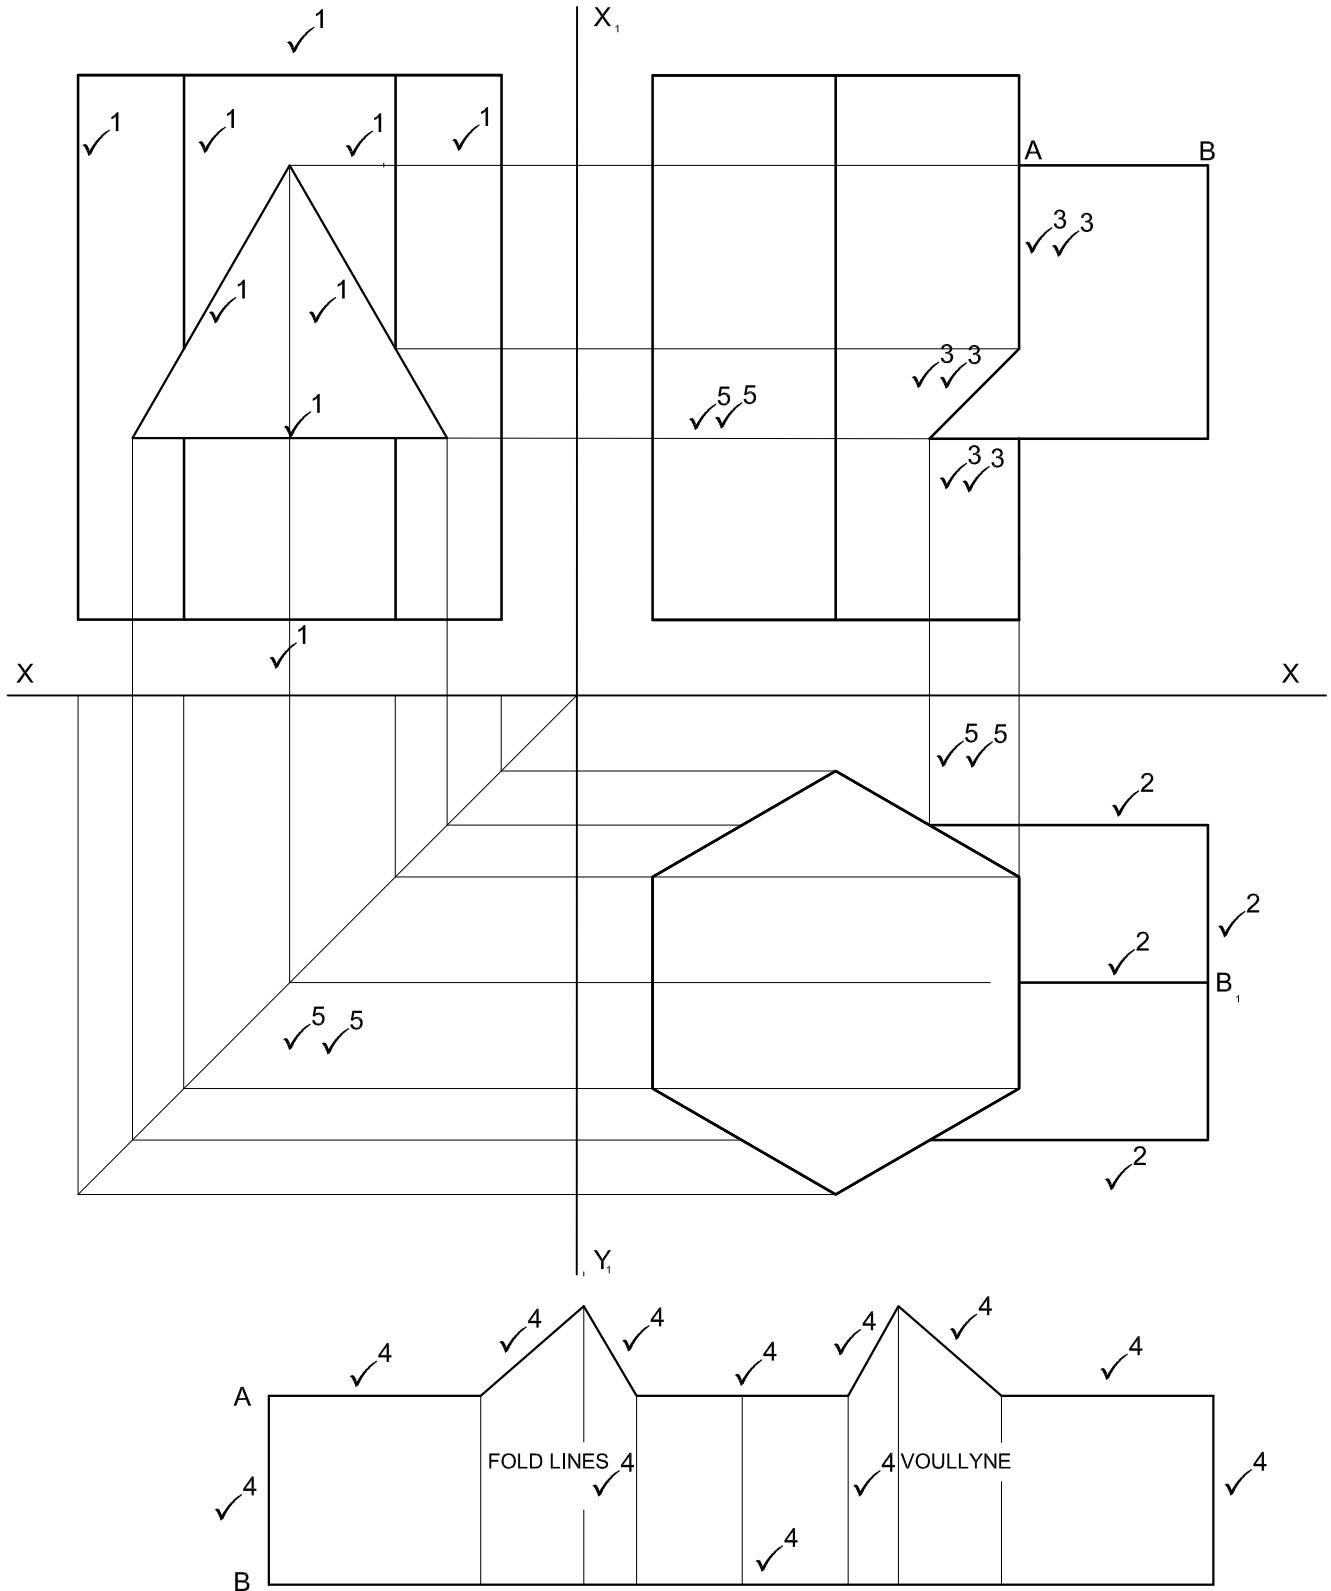 X₁
✓1
✓1 ✓1 ✓1 ✓1
A B
✓3 ✓3
✓1 ✓1
✓3 ✓3
✓5 ✓5
✓1
✓3 ✓3
✓1
X X
✓5 ✓5
✓2
✓2
✓2
B₁
✓5 ✓5
✓2
Y₁
✓4 ✓4 ✓4 ✓4
✓4 ✓4 ✓4
A
FOLD LINES ✓4 ✓4 VOULLYNE ✓4
✓4
✓4
B